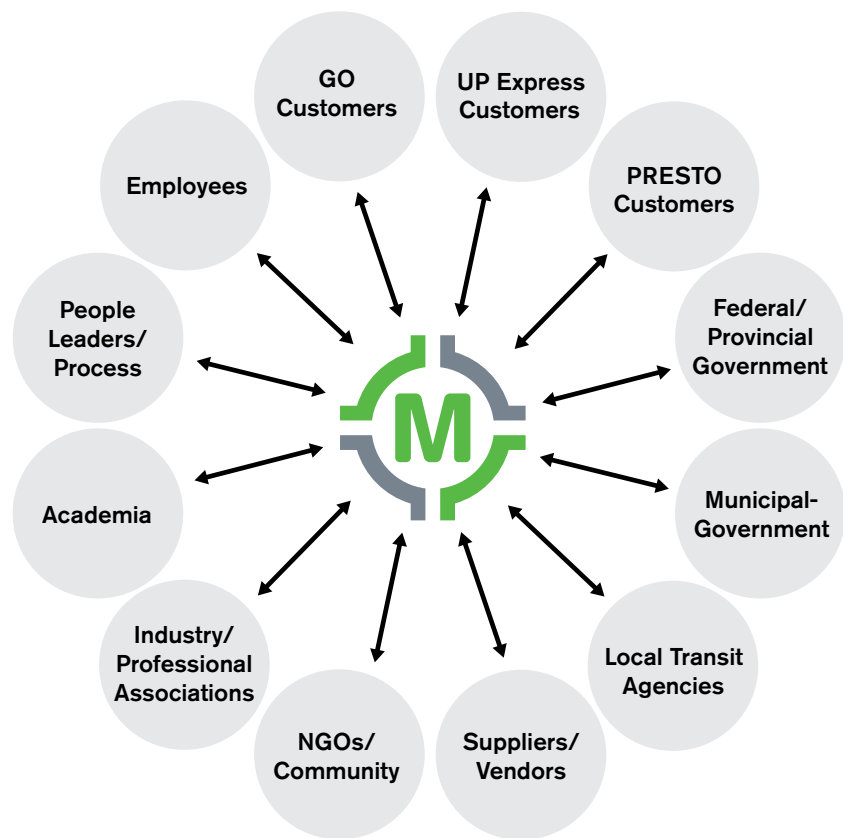 GO
Customers
UP Express
Customers
PRESTO
Customers
Federal/
Provincial
Government
Municipal-
Government
Local Transit
Agencies
Suppliers/
Vendors
NGOs/
Community
Industry/
Professional
Associations
Academia
People
Leaders/
Process
Employees
M